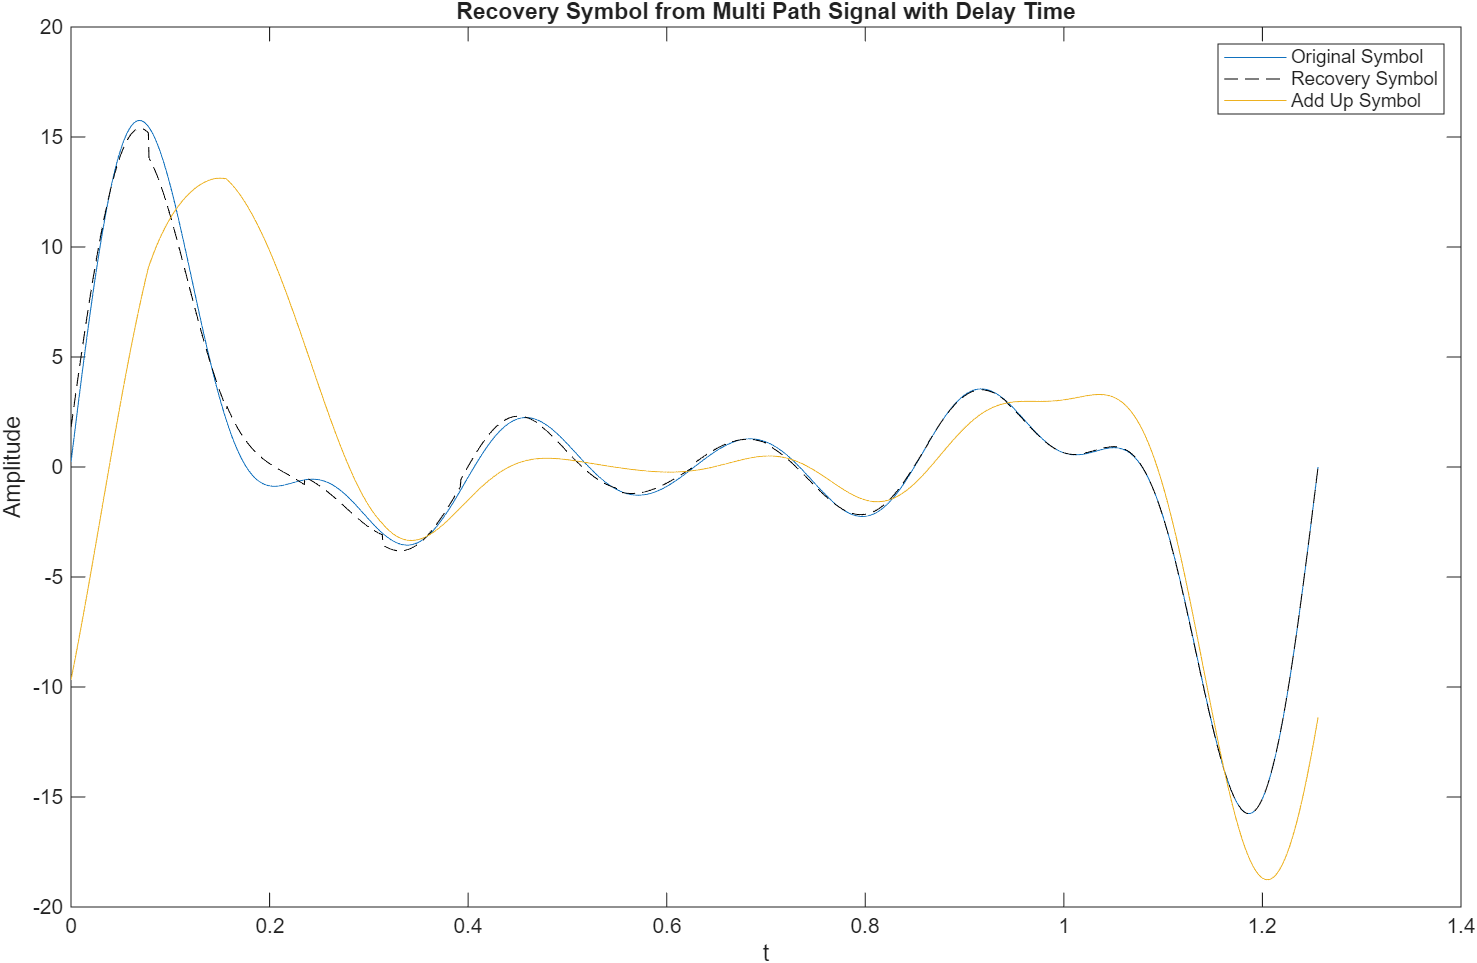 Recovery Symbol from Multi Path Signal with Delay Time
20
15
10
5
0
-5
-10
-15
-20
Amplitude
Original Symbol
Recovery Symbol
Add Up Symbol
0 0.2 0.4 0.6 0.8 1 1.2 1.4
t